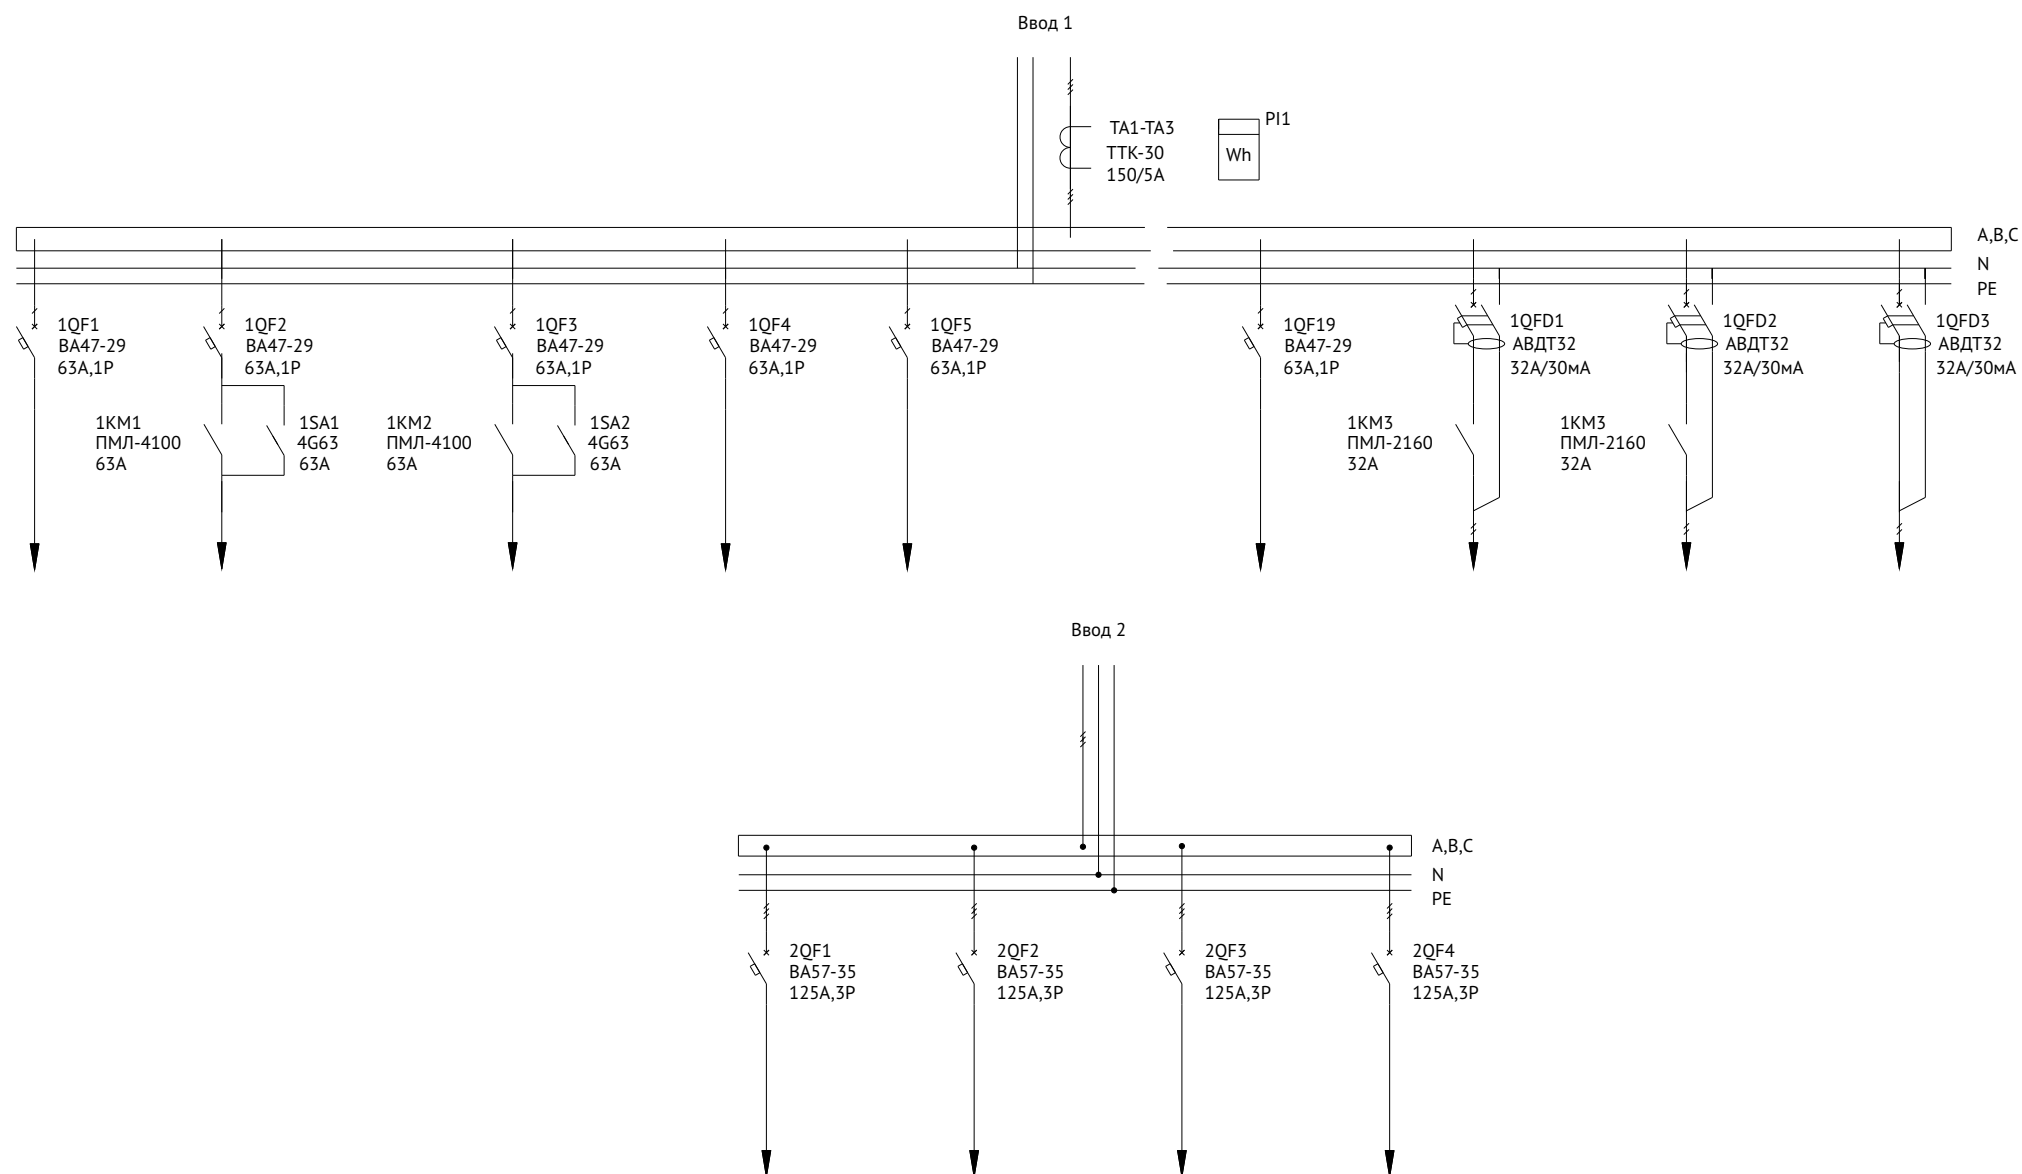 Ввод 1
TA1-TA3
ТТК-30
150/5А
PI1
Wh
A,B,C
N
PE
1QF1
ВА47-29
63А,1Р
1QF2
ВА47-29
63А,1Р
1QF3
ВА47-29
63А,1Р
1QF4
ВА47-29
63А,1Р
1QF5
ВА47-29
63А,1Р
1QF19
ВА47-29
63А,1Р
1QFD1
АВДТ32
32А/30мА
1QFD2
АВДТ32
32А/30мА
1QFD3
АВДТ32
32А/30мА
1KM1
ПМЛ-4100
63А
1SA1
4G63
63А
1KM2
ПМЛ-4100
63А
1SA2
4G63
63А
1KM3
ПМЛ-2160
32А
1KM3
ПМЛ-2160
32А
Ввод 2
A,B,C
N
PE
2QF1
ВА57-35
125А,3Р
2QF2
ВА57-35
125А,3Р
2QF3
ВА57-35
125А,3Р
2QF4
ВА57-35
125А,3Р